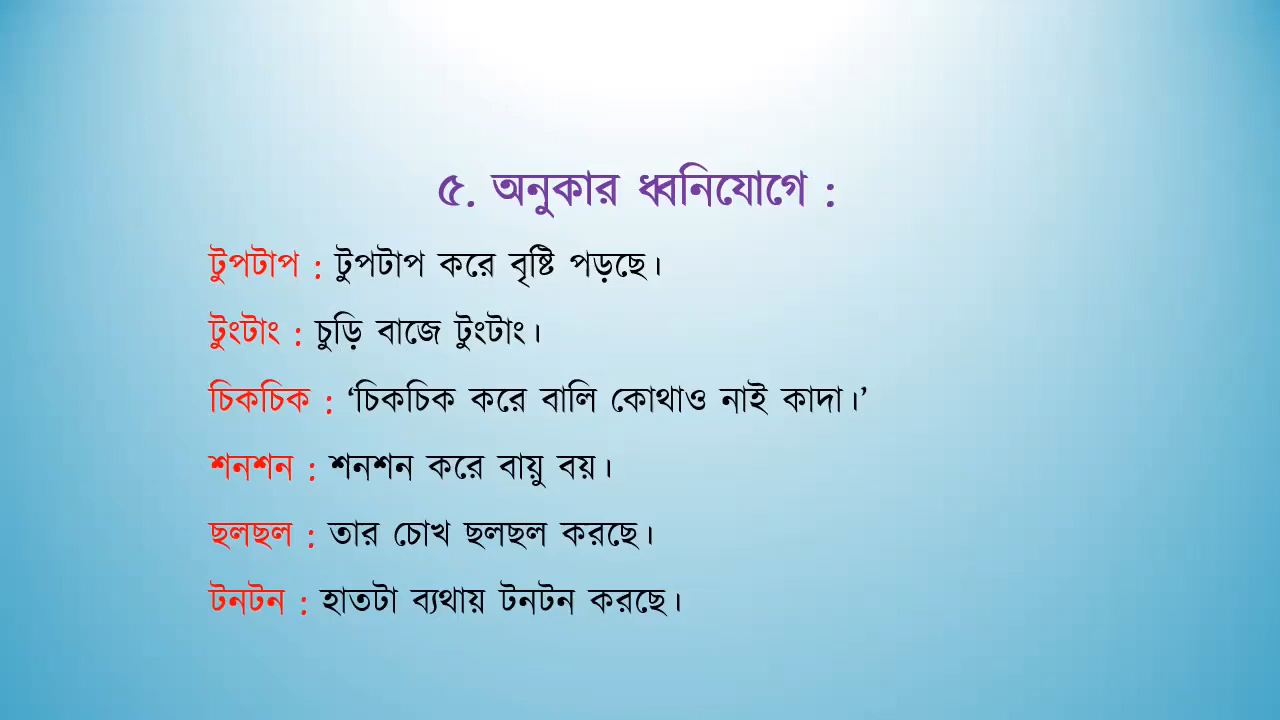 ৫. অনুকার ধ্বনিযোগে :
টুপটাপ : টুপটাপ করে বৃষ্টি পড়ছে।
টুংটাং : চুড়ি বাজে টুংটাং।
চিকচিক : ‘চিকচিক করে বালি কোথাও নাই কাদা।’
শনশন : শনশন করে বায়ু বয়।
ছলছল : তার চোখ ছলছল করছে।
টনটন : হাতটা ব্যথায় টনটন করছে।